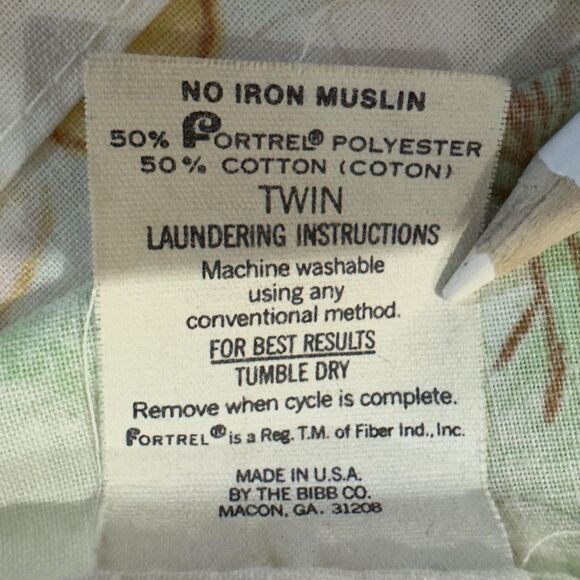 NO IRON MUSLIN
50% FORTREL® POLYESTER
50% COTTON (COTON)
TWIN
LAUNDERING INSTRUCTIONS
Machine washable
using any
conventional method.
FOR BEST RESULTS
TUMBLE DRY
Remove when cycle is complete.
FORTREL® is a Reg. T.M. of Fiber Ind., Inc.
MADE IN U.S.A.
BY THE BIBB CO.
MACON, GA. 31208